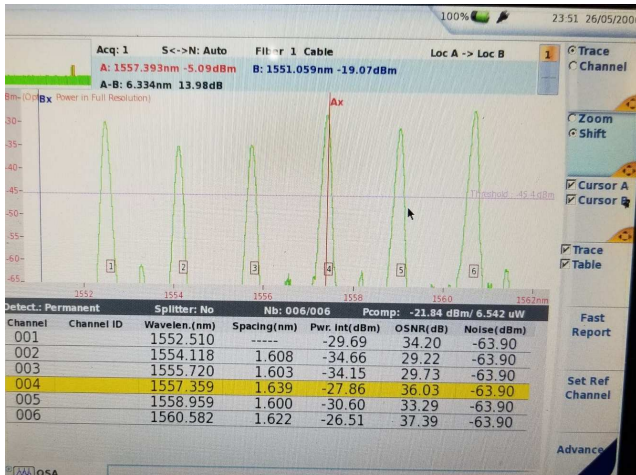 100% 23:51 26/05/200
Acq: 1 S<->N: Auto Fiber 1 Cable Loc A -> Loc B
A: 1557.393nm -5.09dBm B: 1551.059nm -19.07dBm
A-B: 6.334nm 13.98dB
1
Trace
Channel
Zoom
Shift
Cursor A
Cursor B
Trace
Table
Fast
Report
Set Ref
Channel
Advance
Bx Power in Full Resolution) Ax
-30-
-35-
-40-
-45-
-50-
-55-
-60-
-65-
Threshold -45.4 dBm
1 2 3 4 5 6
1552 1554 1556 1558 1560 1562nm
Detect.: Permanent Splitter: No Nb: 006/006 Pcomp: -21.84 dBm/ 6.542 uW
Channel Channel ID Wavelen.(nm) Spacing(nm) Pwr. int(dBm) OSNR(dB) Noise(dBm)
001 1552.510 ----- -29.69 34.20 -63.90
002 1554.118 1.608 -34.66 29.22 -63.90
003 1555.720 1.603 -34.15 29.73 -63.90
004 1557.359 1.639 -27.86 36.03 -63.90
005 1558.959 1.600 -30.60 33.29 -63.90
006 1560.582 1.622 -26.51 37.39 -63.90
OSA